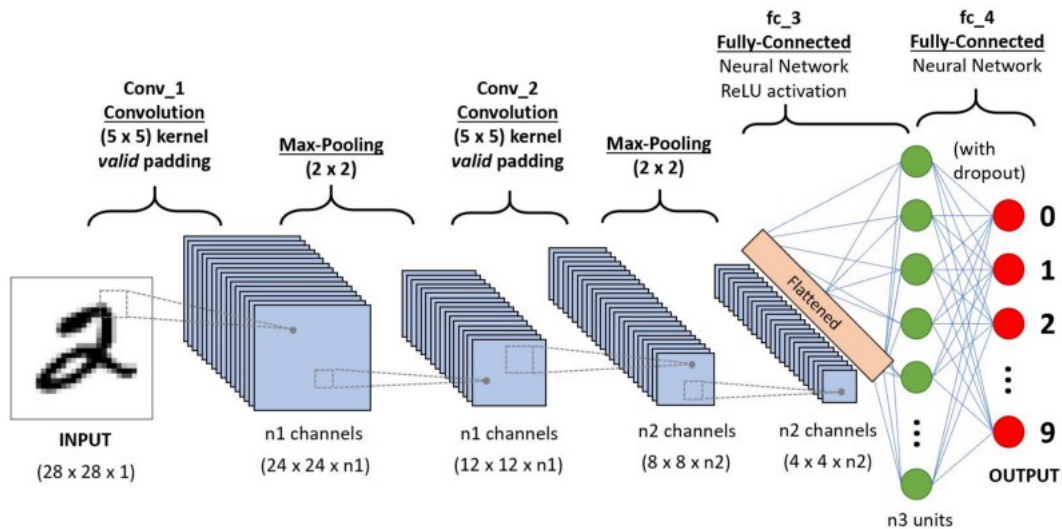 fc_3
Fully-Connected
Neural Network
ReLU activation
fc_4
Fully-Connected
Neural Network
Conv_1
Convolution
(5 x 5) kernel
valid padding
Max-Pooling
(2 x 2)
Conv_2
Convolution
(5 x 5) kernel
valid padding
Max-Pooling
(2 x 2)
(with
dropout)
Flattened
0
1
2
9
INPUT
(28 x 28 x 1)
n1 channels
(24 x 24 x n1)
n1 channels
(12 x 12 x n1)
n2 channels
(8 x 8 x n2)
n2 channels
(4 x 4 x n2)
OUTPUT
n3 units
2